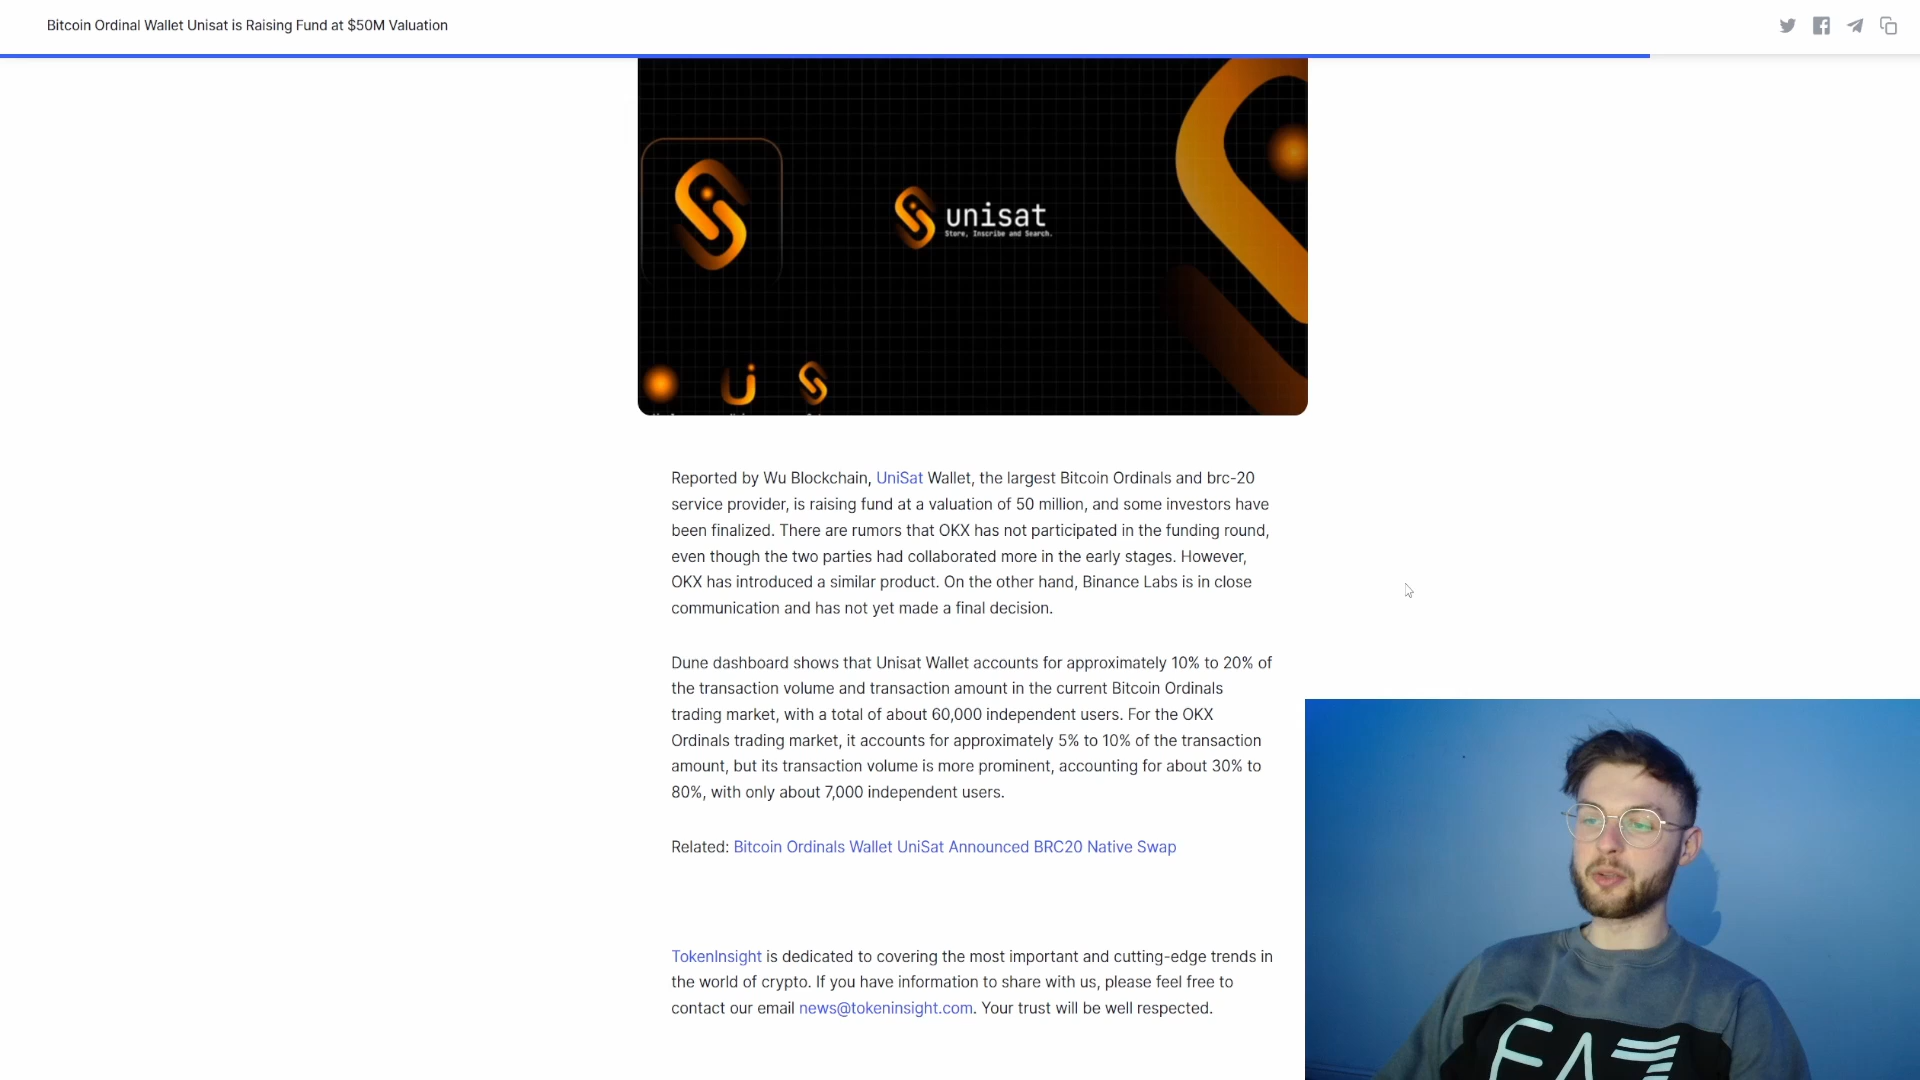 Bitcoin Ordinal Wallet Unisat is Raising Fund at $50M Valuation
unisat
Store, Inscribe and Search.
Reported by Wu Blockchain, UniSat Wallet, the largest Bitcoin Ordinals and brc-20
service provider, is raising fund at a valuation of 50 million, and some investors have
been finalized. There are rumors that OKX has not participated in the funding round,
even though the two parties had collaborated more in the early stages. However,
OKX has introduced a similar product. On the other hand, Binance Labs is in close
communication and has not yet made a final decision.
Dune dashboard shows that Unisat Wallet accounts for approximately 10% to 20% of
the transaction volume and transaction amount in the current Bitcoin Ordinals
trading market, with a total of about 60,000 independent users. For the OKX
Ordinals trading market, it accounts for approximately 5% to 10% of the transaction
amount, but its transaction volume is more prominent, accounting for about 30% to
80%, with only about 7,000 independent users.
Related: Bitcoin Ordinals Wallet UniSat Announced BRC20 Native Swap
TokenInsight is dedicated to covering the most important and cutting-edge trends in
the world of crypto. If you have information to share with us, please feel free to
contact our email news@tokeninsight.com. Your trust will be well respected.
EA7